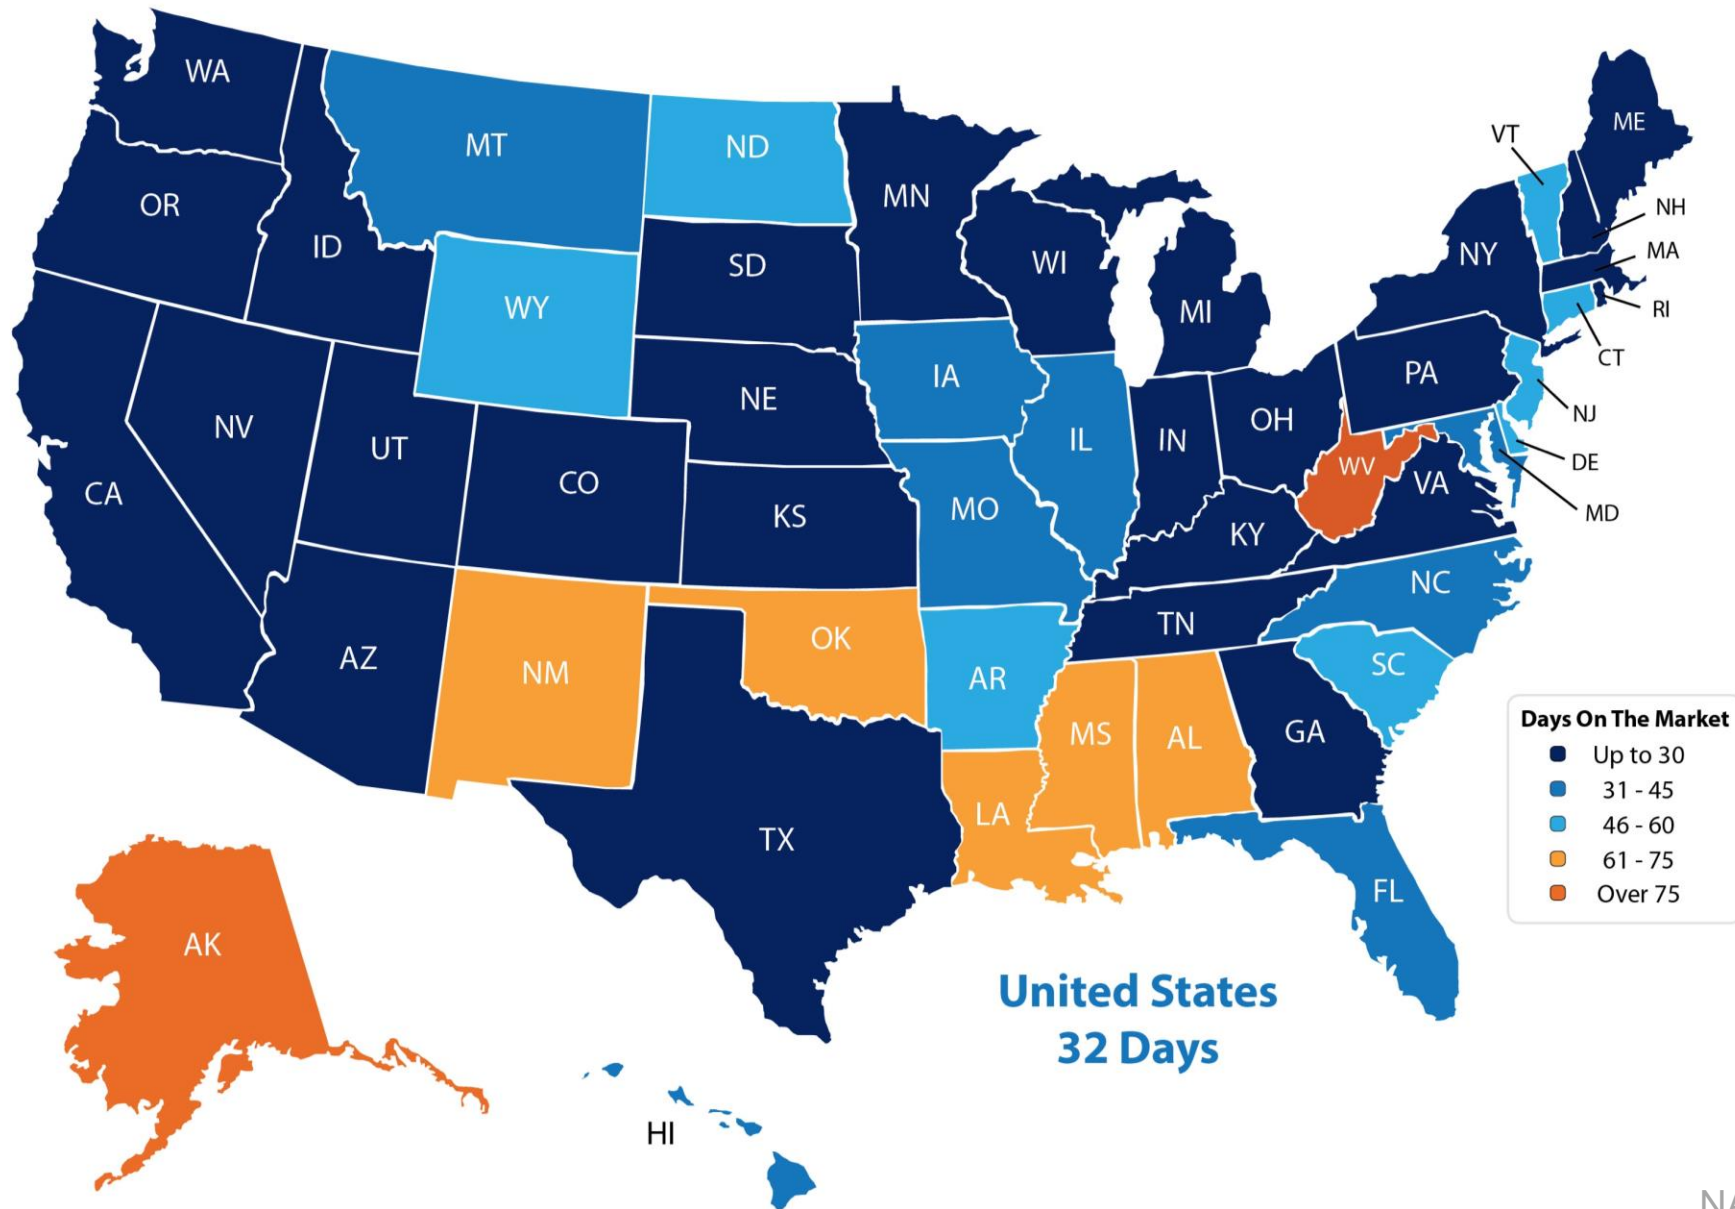 WA
MT
ND
MN
ME
VT
OR
ID
SD
WI
NY
NH
MA
WY
MI
RI
CT
NE
IA
PA
NJ
NV
UT
CO
IL
IN
OH
WV
DE
CA
KS
MO
VA
MD
KY
NC
AZ
NM
OK
AR
TN
SC
MS
AL
GA
LA
TX
FL
AK
HI
Days On The Market
Up to 30
31 - 45
46 - 60
61 - 75
Over 75
United States
32 Days